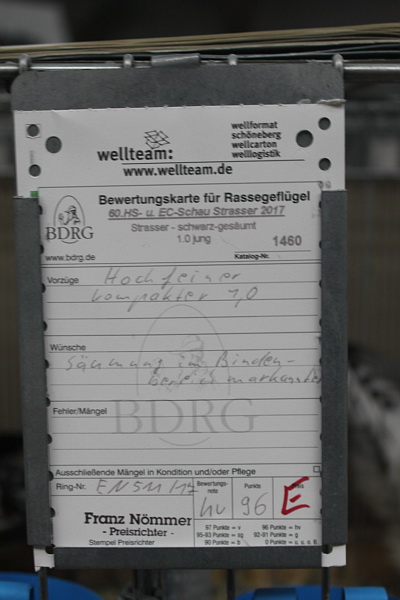 wellteam:
www.wellteam.de
wellformat
schöneberg
wellcarton
welllogistik
Bewertungskarte für Rassegeflügel
60.HS- u. EC-Schau Strasser 2017
Strasser - schwarz-gesäumt
1.0 jung
1460
BDRG
www.bdrg.de
Katalog-Nr.
Vorzüge
Hochfeiner
kompakter 1,0
Wünsche
Säumung im Binden-
bereich markanter
BDRG
Fehler/Mängel
Ausschließende Mängel in Kondition und/oder Pflege
Ring-Nr.
Bewertungs-
note
Punkte
hv
96
E
Franz Nömmer
- Preisrichter -
Stempel Preisrichter
97 Punkte = v
96 Punkte = hv
93-95 Punkte = sg
92-91 Punkte = g
90 Punkte = b
0 Punkte = o. u. B.